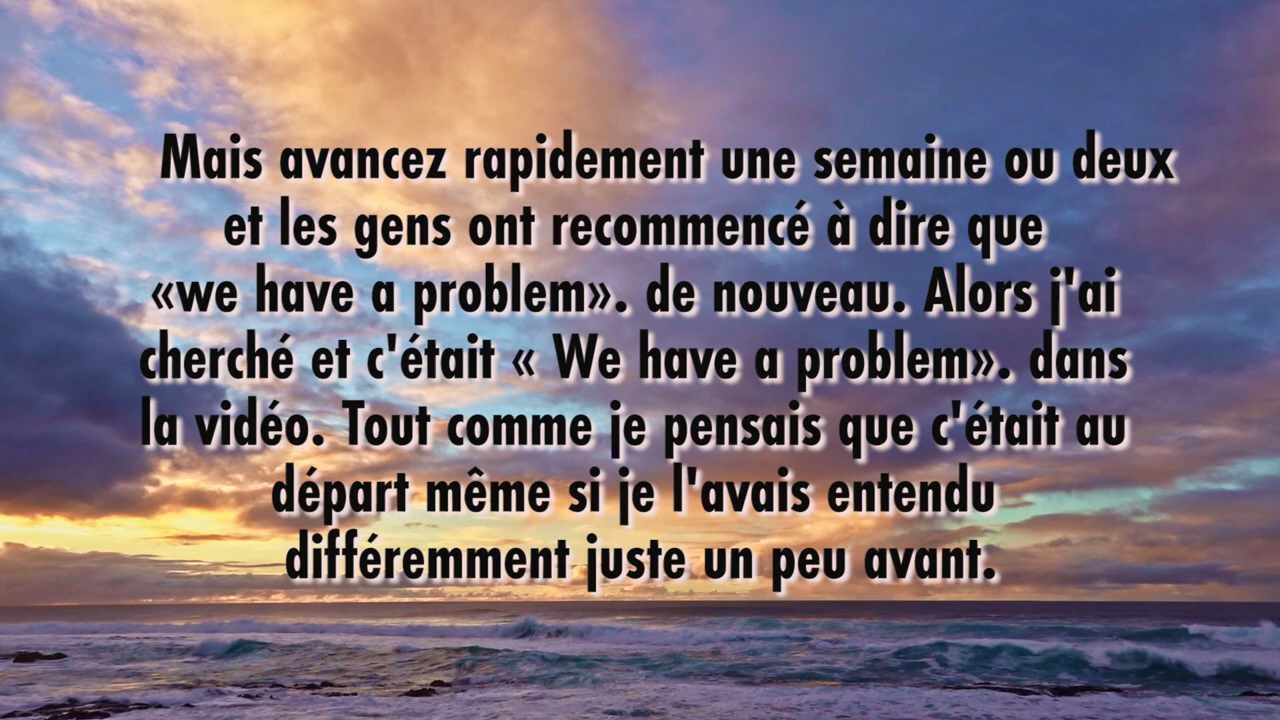 Mais avancez rapidement une semaine ou deux
et les gens ont recommencé à dire que
«we have a problem». de nouveau. Alors j'ai
cherché et c'était « We have a problem». dans
la vidéo. Tout comme je pensais que c'était au
départ même si je l'avais entendu
différemment juste un peu avant.